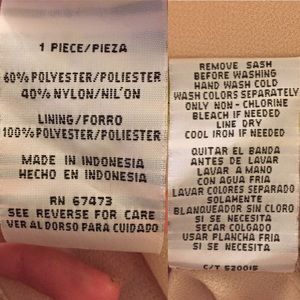 1 PIECE/PIEZA
60% POLYESTER/POLIESTER
40% NYLON/NIL'ON
LINING/FORRO
100% POLYESTER/POLIESTER
MADE IN INDONESIA
HECHO EN INDONESIA
RN 67473
SEE REVERSE FOR CARE
VER AL DORSO PARA CUIDADO
REMOVE SASH
BEFORE WASHING
HAND WASH COLD
WASH COLORS SEPARATELY
ONLY NON - CHLORINE
BLEACH IF NEEDED
LINE DRY
COOL IRON IF NEEDED
QUITAR EL BANDA
ANTES DE LAVAR
LAVAR A MANO
CON AGUA FRIA
LAVAR COLORES SEPARADO
SOLAMENTE
BLANQUEADOR SIN CLORO
SI SE NECESITA
SECAR COLGADO
USAR PLANCHA FRIA
SI SE NECESITA
C/T 520015